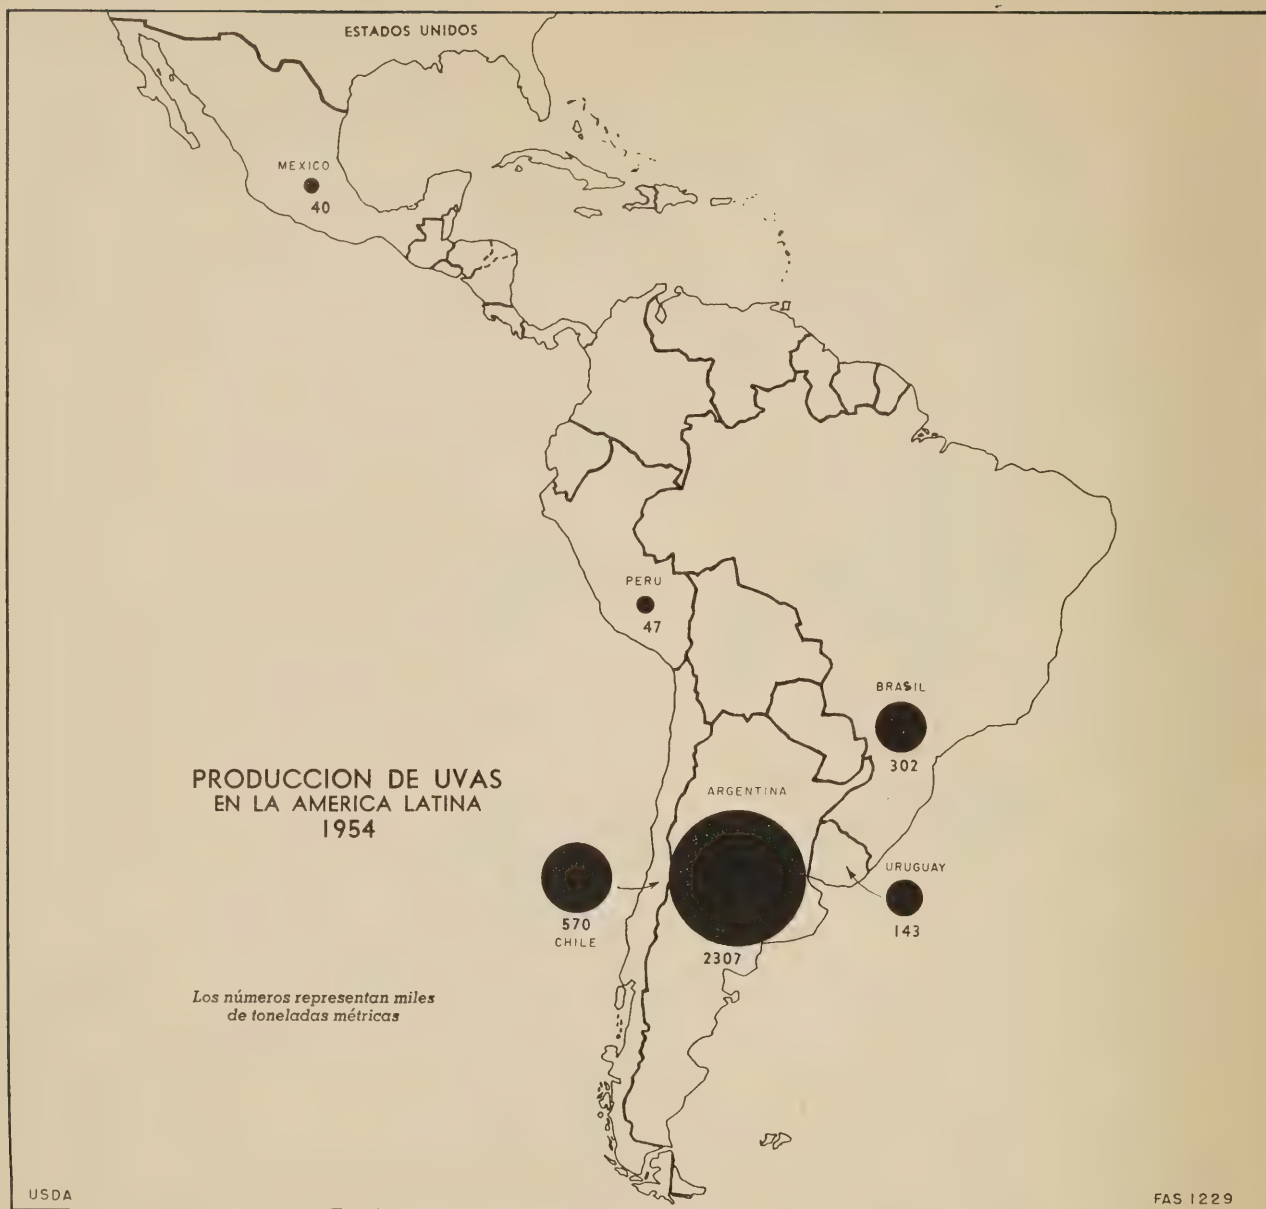 ESTADOS UNIDOS
MEXICO
40
PERU
47
BRASIL
302
PRODUCCION DE UVAS
EN LA AMERICA LATINA
1954
ARGENTINA
2307
570
CHILE
URUGUAY
143
Los números representan miles
de toneladas métricas
USDA
FAS 1229